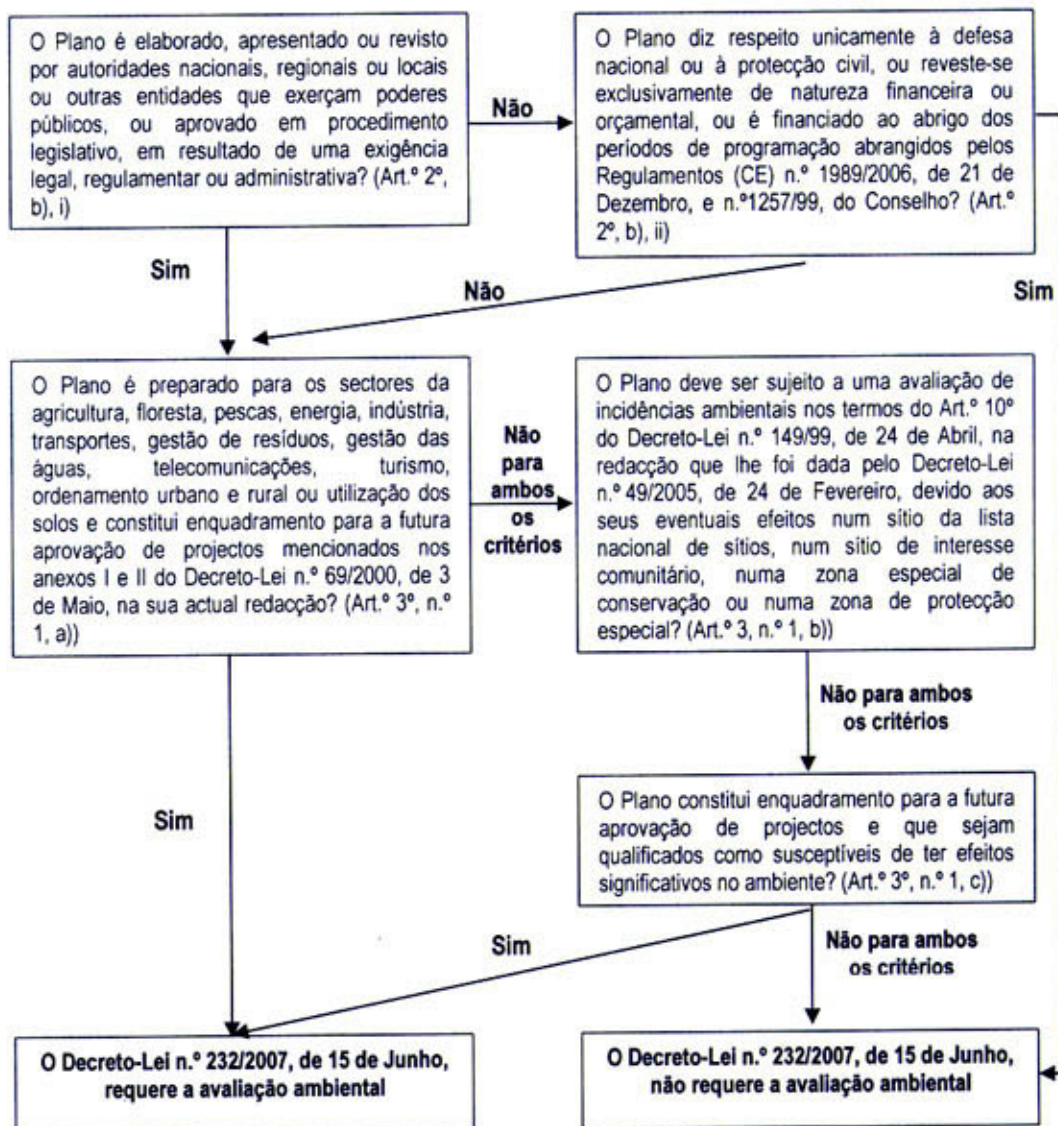 O Plano é elaborado, apresentado ou revisto
por autoridades nacionais, regionais ou locais
ou outras entidades que exerçam poderes
públicos, ou aprovado em procedimento
legislativo, em resultado de uma exigência
legal, regulamentar ou administrativa? (Art.º 2º,
b), i)
Não
O Plano diz respeito unicamente à defesa
nacional ou à protecção civil, ou reveste-se
exclusivamente de natureza financeira ou
orçamental, ou é financiado ao abrigo dos
períodos de programação abrangidos pelos
Regulamentos (CE) n.º 1989/2006, de 21 de
Dezembro, e n.º1257/99, do Conselho? (Art.º
2º, b), ii)
Sim
Não
Sim
O Plano é preparado para os sectores da
agricultura, floresta, pescas, energia, indústria,
transportes, gestão de resíduos, gestão das
águas, telecomunicações, turismo,
ordenamento urbano e rural ou utilização dos
solos e constitui enquadramento para a futura
aprovação de projectos mencionados nos
anexos I e II do Decreto-Lei n.º 69/2000, de 3
de Maio, na sua actual redacção? (Art.º 3º, n.º
1, a))
Não
para
ambos
os
critérios
O Plano deve ser sujeito a uma avaliação de
incidências ambientais nos termos do Art.º 10º
do Decreto-Lei n.º 149/99, de 24 de Abril, na
redacção que lhe foi dada pelo Decreto-Lei
n.º 49/2005, de 24 de Fevereiro, devido aos
seus eventuais efeitos num sítio da lista
nacional de sítios, num sítio de interesse
comunitário, numa zona especial de
conservação ou numa zona de protecção
especial? (Art.º 3, n.º 1, b))
Não para ambos
os critérios
Sim
O Plano constitui enquadramento para a futura
aprovação de projectos e que sejam
qualificados como susceptíveis de ter efeitos
significativos no ambiente? (Art.º 3º, n.º 1, c))
Sim
Não para ambos
os critérios
O Decreto-Lei n.º 232/2007, de 15 de Junho,
requere a avaliação ambiental
O Decreto-Lei n.º 232/2007, de 15 de Junho,
não requere a avaliação ambiental